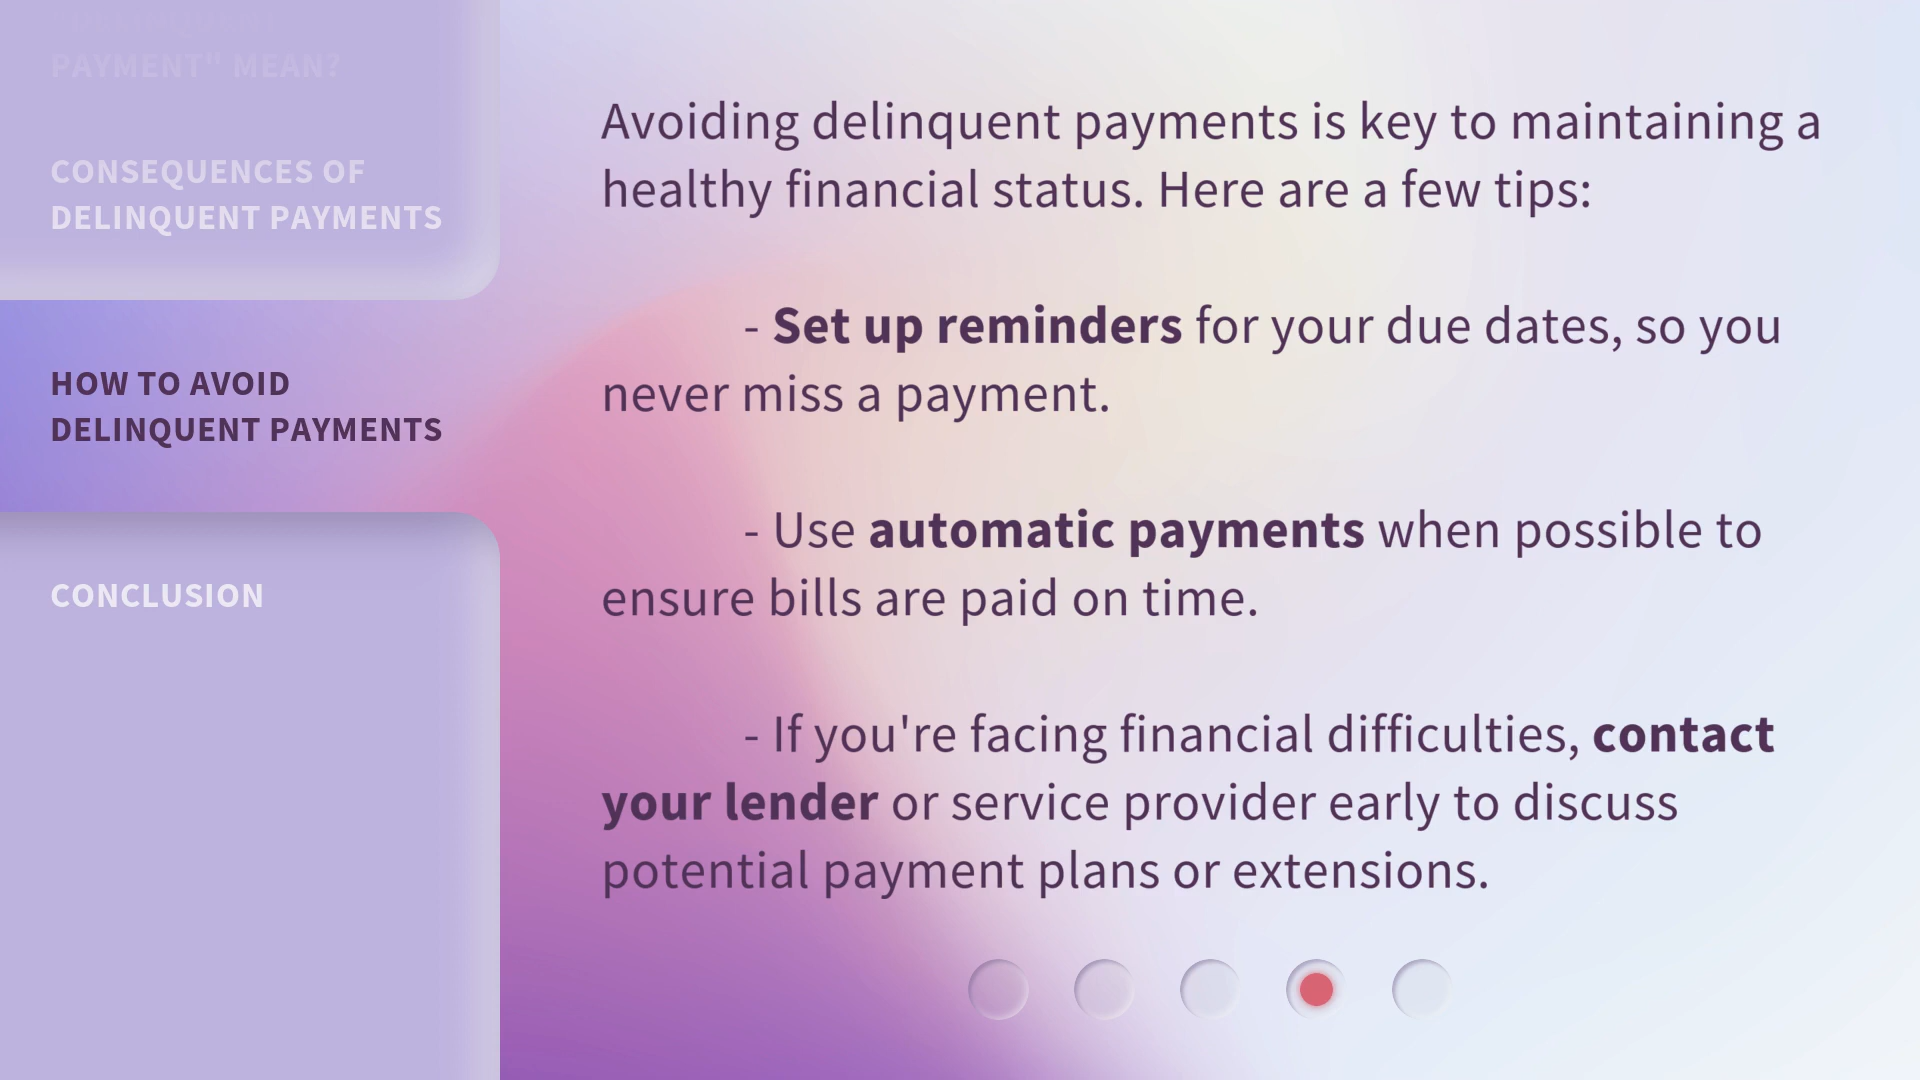 PAYMENT" MEAN?
CONSEQUENCES OF
DELINQUENT PAYMENTS
HOW TO AVOID
DELINQUENT PAYMENTS
CONCLUSION
Avoiding delinquent payments is key to maintaining a
healthy financial status. Here are a few tips:
- Set up reminders for your due dates, so you
never miss a payment.
- Use automatic payments when possible to
ensure bills are paid on time.
- If you're facing financial difficulties, contact
your lender or service provider early to discuss
potential payment plans or extensions.